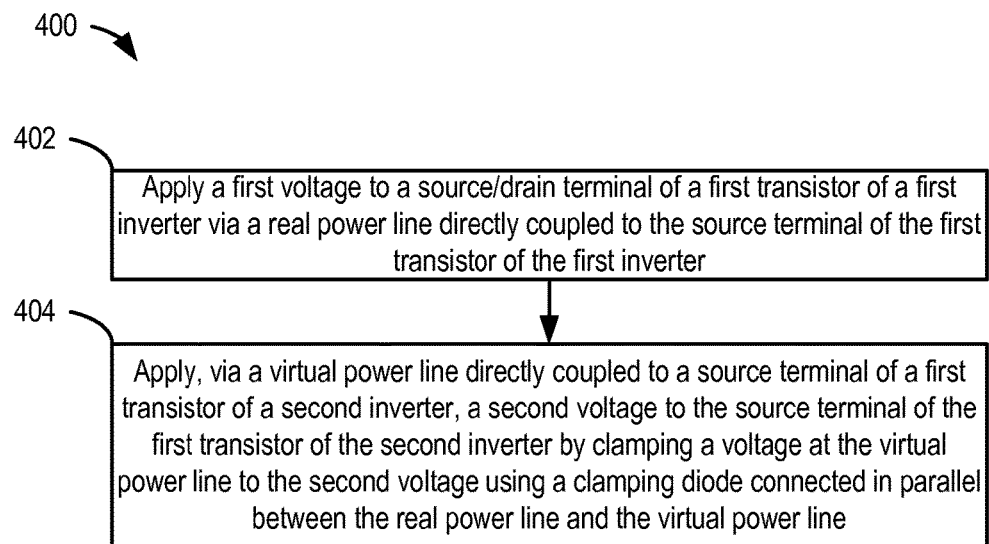 400
402
Apply a first voltage to a source/drain terminal of a first transistor of a first
inverter via a real power line directly coupled to the source terminal of the first
transistor of the first inverter
404
Apply, via a virtual power line directly coupled to a source terminal of a first
transistor of a second inverter, a second voltage to the source terminal of the
first transistor of the second inverter by clamping a voltage at the virtual
power line to the second voltage using a clamping diode connected in parallel
between the real power line and the virtual power line